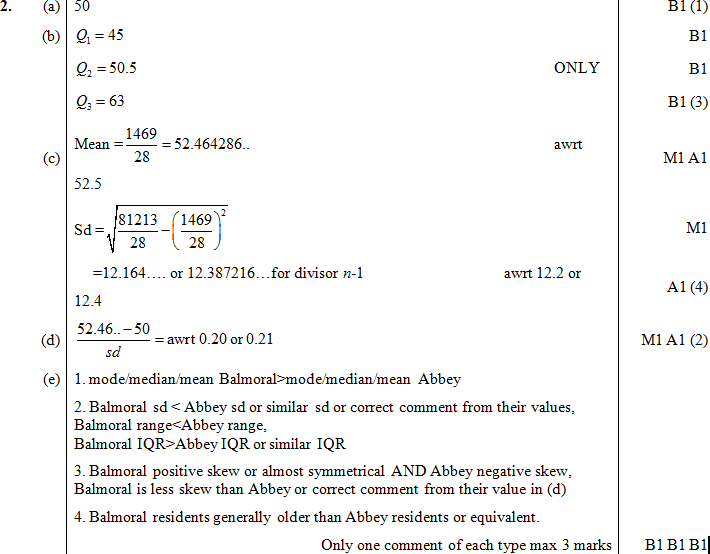 2. (a) 50 B1 (1)
(b) Q₁ = 45 B1
Q₂ = 50.5 ONLY B1
Q₃ = 63 B1 (3)
(c) Mean = 1469/28 = 52.464286.. awrt M1 A1
52.5
Sd = √(81213/28 − (1469/28)²) M1
=12.164…. or 12.387216…for divisor n-1 awrt 12.2 or
12.4 A1 (4)
(d) (52.46..−50)/sd = awrt 0.20 or 0.21 M1 A1 (2)
(e) 1. mode/median/mean Balmoral>mode/median/mean Abbey
2. Balmoral sd < Abbey sd or similar sd or correct comment from their values,
Balmoral range<Abbey range,
Balmoral IQR>Abbey IQR or similar IQR
3. Balmoral positive skew or almost symmetrical AND Abbey negative skew,
Balmoral is less skew than Abbey or correct comment from their value in (d)
4. Balmoral residents generally older than Abbey residents or equivalent.
Only one comment of each type max 3 marks B1 B1 B1